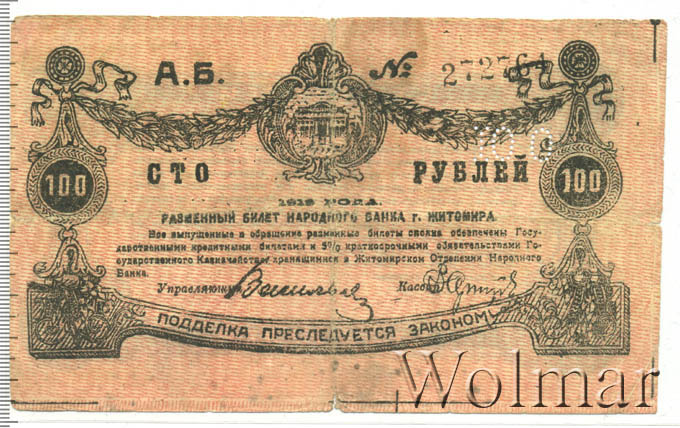 А.Б. № 272764
100
СТО РУБЛЕЙ
100 100
1919 ГОДА.
РАЗМЕННЫЙ БИЛЕТ НАРОДНОГО БАНКА г. ЖИТОМИРА.
Все выпущенные в обращение разменные билеты сполна обеспечены Госу-
дарственными кредитными билетами и 5% краткосрочными обязательствами Го-
сударственного Казначейства хранящимися в Житомирском Отделении Народного
Банка.
Управляющий Кассир
ПОДДЕЛКА ПРЕСЛЕДУЕТСЯ ЗАКОНОМ
Wolmar